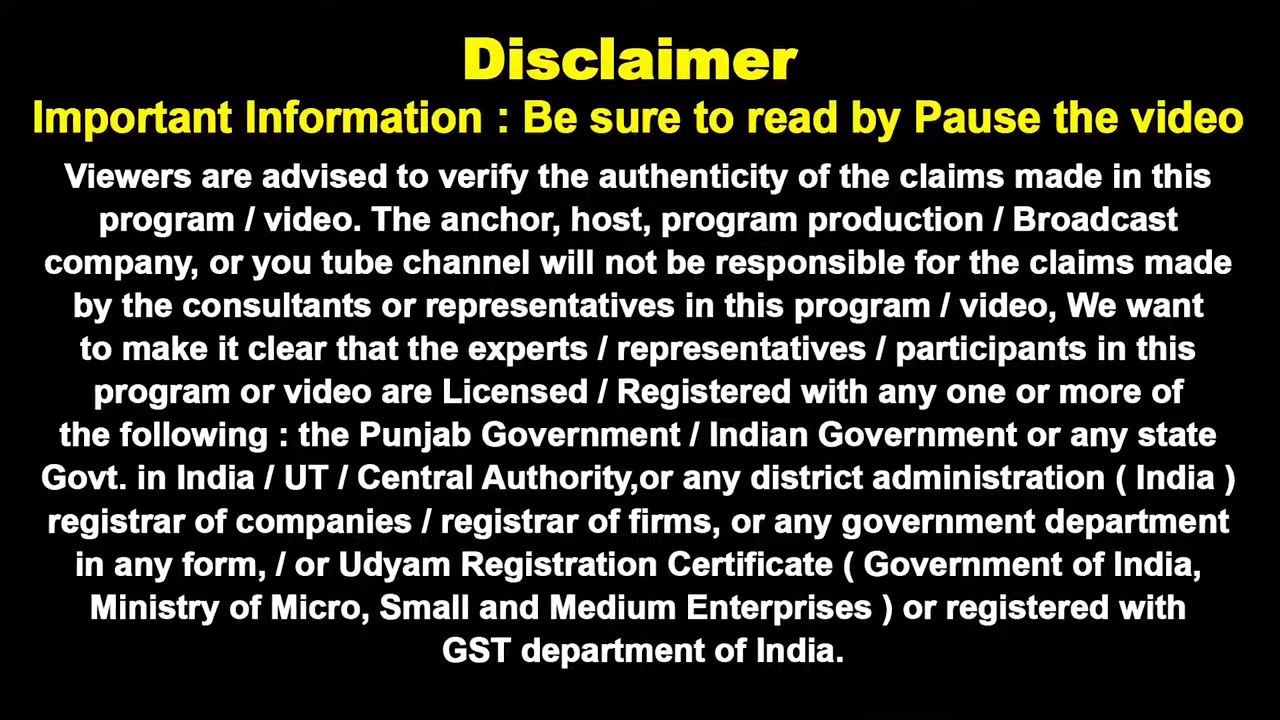 Disclaimer
Important Information : Be sure to read by Pause the video
Viewers are advised to verify the authenticity of the claims made in this
program / video. The anchor, host, program production / Broadcast
company, or you tube channel will not be responsible for the claims made
by the consultants or representatives in this program / video, We want
to make it clear that the experts / representatives / participants in this
program or video are Licensed / Registered with any one or more of
the following : the Punjab Government / Indian Government or any state
Govt. in India / UT / Central Authority,or any district administration ( India )
registrar of companies / registrar of firms, or any government department
in any form, / or Udyam Registration Certificate ( Government of India,
Ministry of Micro, Small and Medium Enterprises ) or registered with
GST department of India.